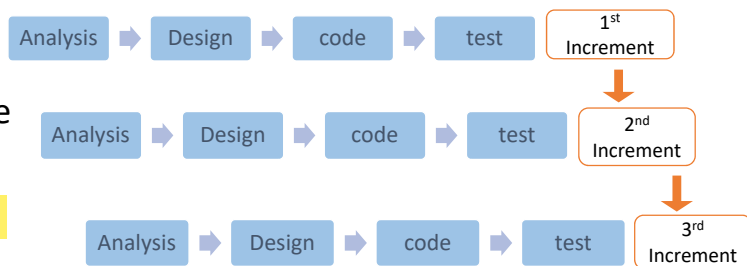 Analysis Design code test 1st Increment
e
Analysis Design code test 2nd Increment
Analysis Design code test 3rd Increment